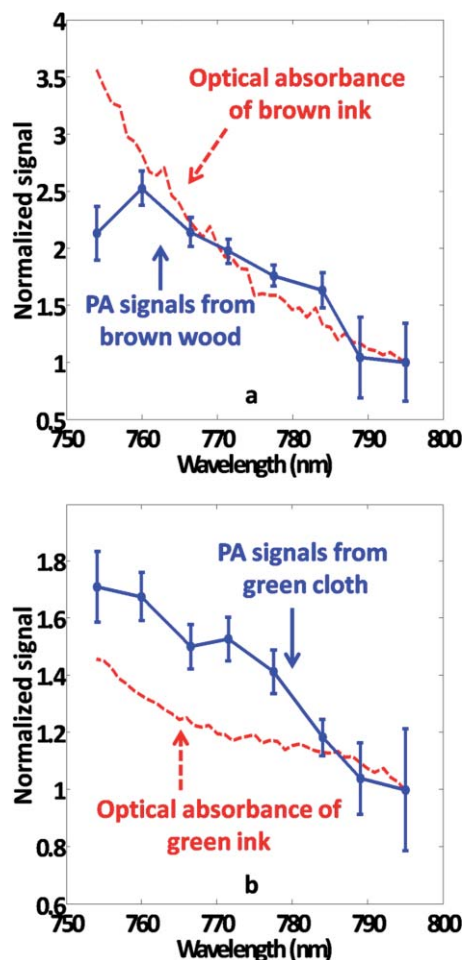 4
3.5
3
2.5
2
1.5
1
0.5
Normalized signal
Optical absorbance
of brown ink
PA signals from
brown wood
a
750 760 770 780 790 800
Wavelength (nm)
1.8
1.6
1.4
1.2
1
0.8
0.6
Normalized signal
PA signals from
green cloth
Optical absorbance of
green ink
b
750 760 770 780 790 800
Wavelength (nm)